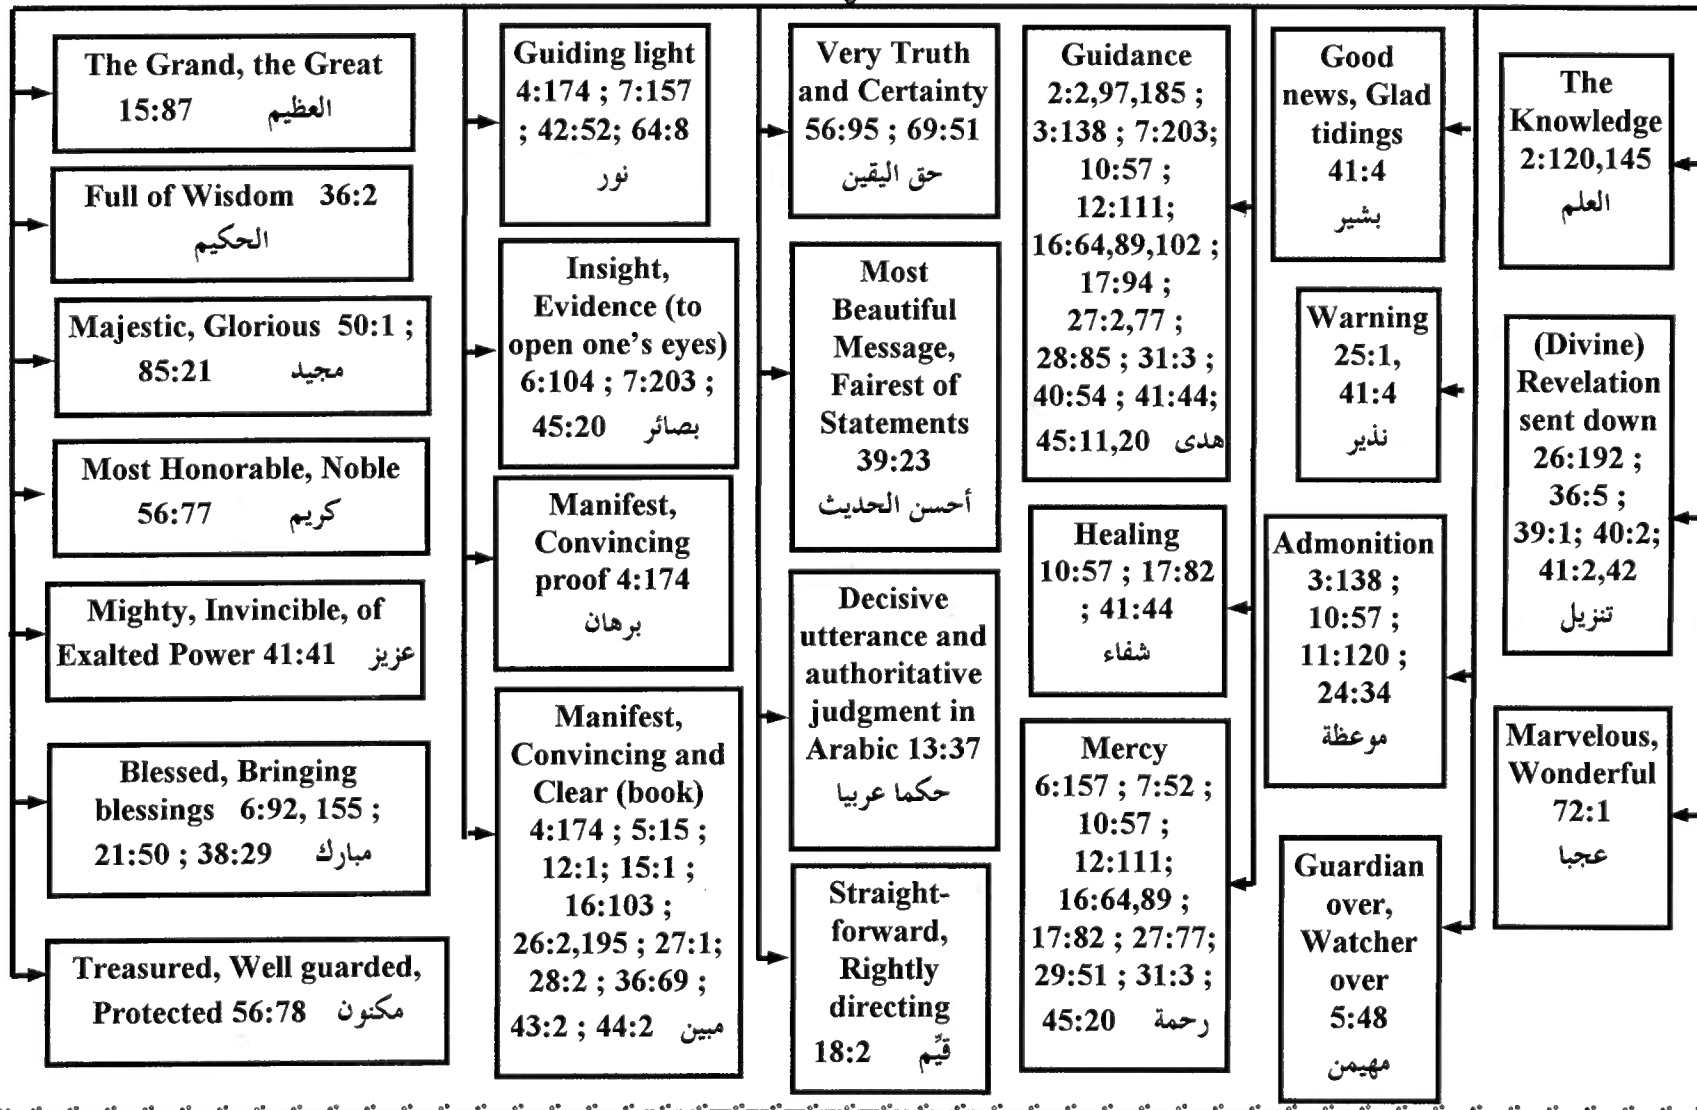 The Grand, the Great
15:87 العظيم
Full of Wisdom 36:2
الحكيم
Majestic, Glorious 50:1 ;
85:21 مجيد
Most Honorable, Noble
56:77 كريم
Mighty, Invincible, of
Exalted Power 41:41 عزيز
Blessed, Bringing
blessings 6:92, 155 ;
21:50 ; 38:29 مبارك
Treasured, Well guarded,
Protected 56:78 مكنون
Guiding light
4:174 ; 7:157
; 42:52; 64:8
نور
Insight,
Evidence (to
open one's eyes)
6:104 ; 7:203 ;
45:20 بصائر
Manifest,
Convincing
proof 4:174
برهان
Manifest,
Convincing and
Clear (book)
4:174 ; 5:15 ;
12:1; 15:1 ;
16:103 ;
26:2,195 ; 27:1;
28:2 ; 36:69 ;
43:2 ; 44:2 مبين
Very Truth
and Certainty
56:95 ; 69:51
حق اليقين
Most
Beautiful
Message,
Fairest of
Statements
39:23
أحسن الحديث
Decisive
utterance and
authoritative
judgment in
Arabic 13:37
حكما عربيا
Straight-
forward,
Rightly
directing
18:2 قيِّم
Guidance
2:2,97,185 ;
3:138 ; 7:203;
10:57 ;
12:111;
16:64,89,102 ;
17:94 ;
27:2,77 ;
28:85 ; 31:3 ;
40:54 ; 41:44;
45:11,20 هدى
Healing
10:57 ; 17:82
; 41:44
شفاء
Mercy
6:157 ; 7:52 ;
10:57 ;
12:111;
16:64,89 ;
17:82 ; 27:77;
29:51 ; 31:3 ;
45:20 رحمة
Good
news, Glad
tidings
41:4
بشير
Warning
25:1,
41:4
نذير
Admonition
3:138 ;
10:57 ;
11:120 ;
24:34
موعظة
Guardian
over,
Watcher
over
5:48
مهيمن
The
Knowledge
2:120,145
العلم
(Divine)
Revelation
sent down
26:192 ;
36:5 ;
39:1; 40:2;
41:2,42
تنزيل
Marvelous,
Wonderful
72:1
عجبا